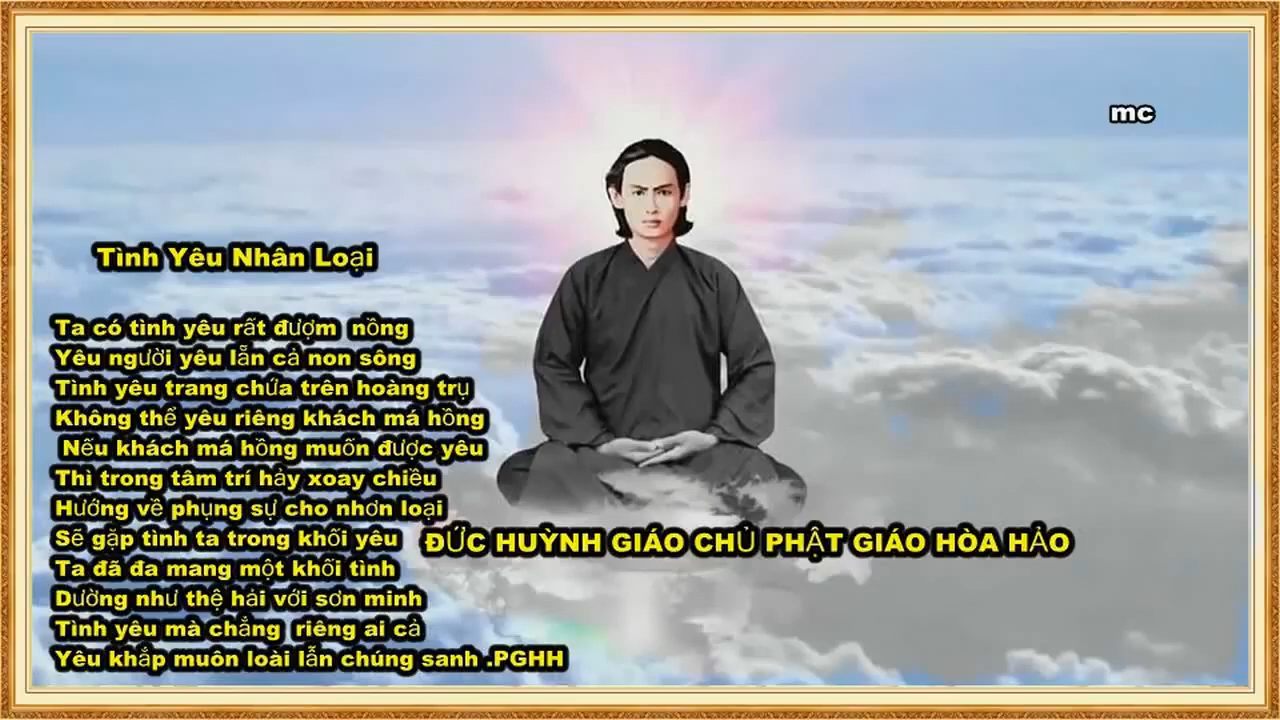 mc
Tình Yêu Nhân Loại
Ta có tình yêu rất đượm nồng
Yêu người yêu lẫn cả non sông
Tình yêu trang chứa trên hoàng trụ
Không thể yêu riêng khách má hồng
Nếu khách má hồng muốn được yêu
Thì trong tâm trí hảy xoay chiều
Hướng về phụng sự cho nhơn loại
Sẽ gặp tình ta trong khối yêu
ĐỨC HUỲNH GIÁO CHỦ PHẬT GIÁO HÒA HẢO
Ta đã đa mang một khối tình
Dường như thệ hải với sơn minh
Tình yêu mà chẳng riêng ai cả
Yêu khắp muôn loài lẫn chúng sanh .PGHH